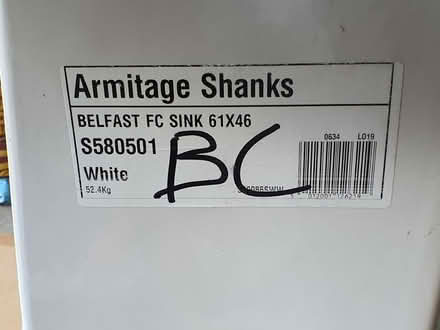 Armitage Shanks
BELFAST FC SINK 61X46
S580501
0634 L019
White
BC
52.4Kg